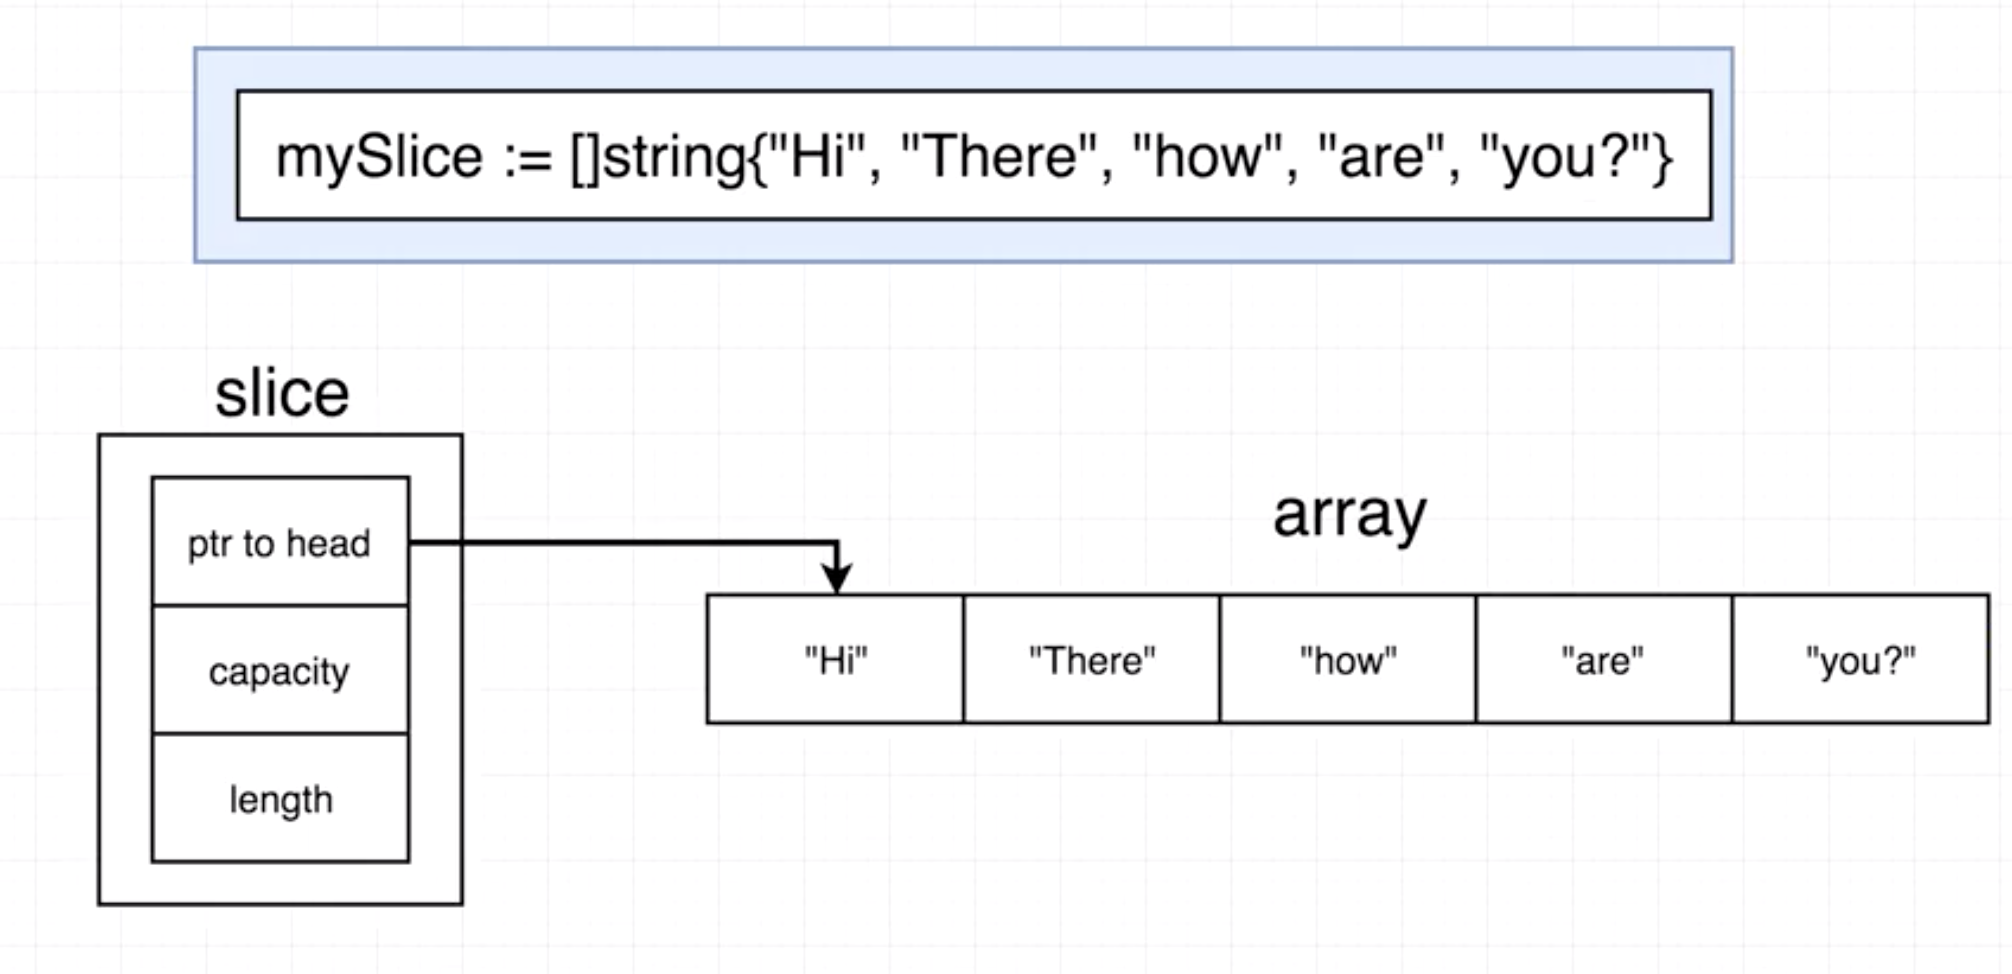 mySlice := []string{"Hi", "There", "how", "are", "you?"}
slice
ptr to head
capacity
length
array
"Hi" "There" "how" "are" "you?"